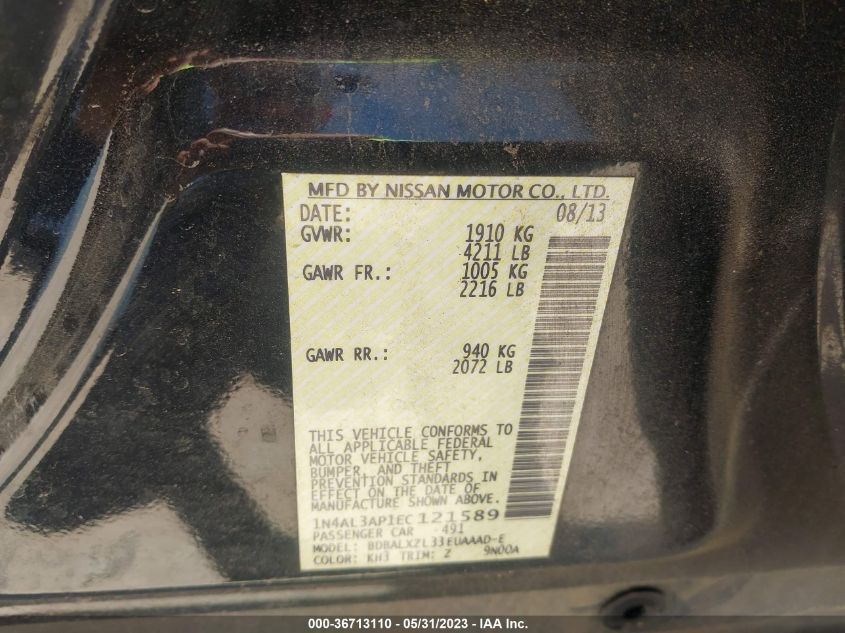 MFD BY NISSAN MOTOR CO., LTD.
DATE: 08/13
GVWR: 1910 KG
4211 LB
GAWR FR.: 1005 KG
2216 LB
GAWR RR.: 940 KG
2072 LB
THIS VEHICLE CONFORMS TO
ALL APPLICABLE FEDERAL
MOTOR VEHICLE SAFETY,
BUMPER, AND THEFT
PREVENTION STANDARDS IN
EFFECT ON THE DATE OF
MANUFACTURE SHOWN ABOVE.
1N4AL3AP1EC121589
PASSENGER CAR 491
MODEL: BDBALXZL33EUAAAD-E
COLOR: KH3 TRIM: Z 9N00A
000-36713110 - 05/31/2023 - Copyright © IAA, Inc.